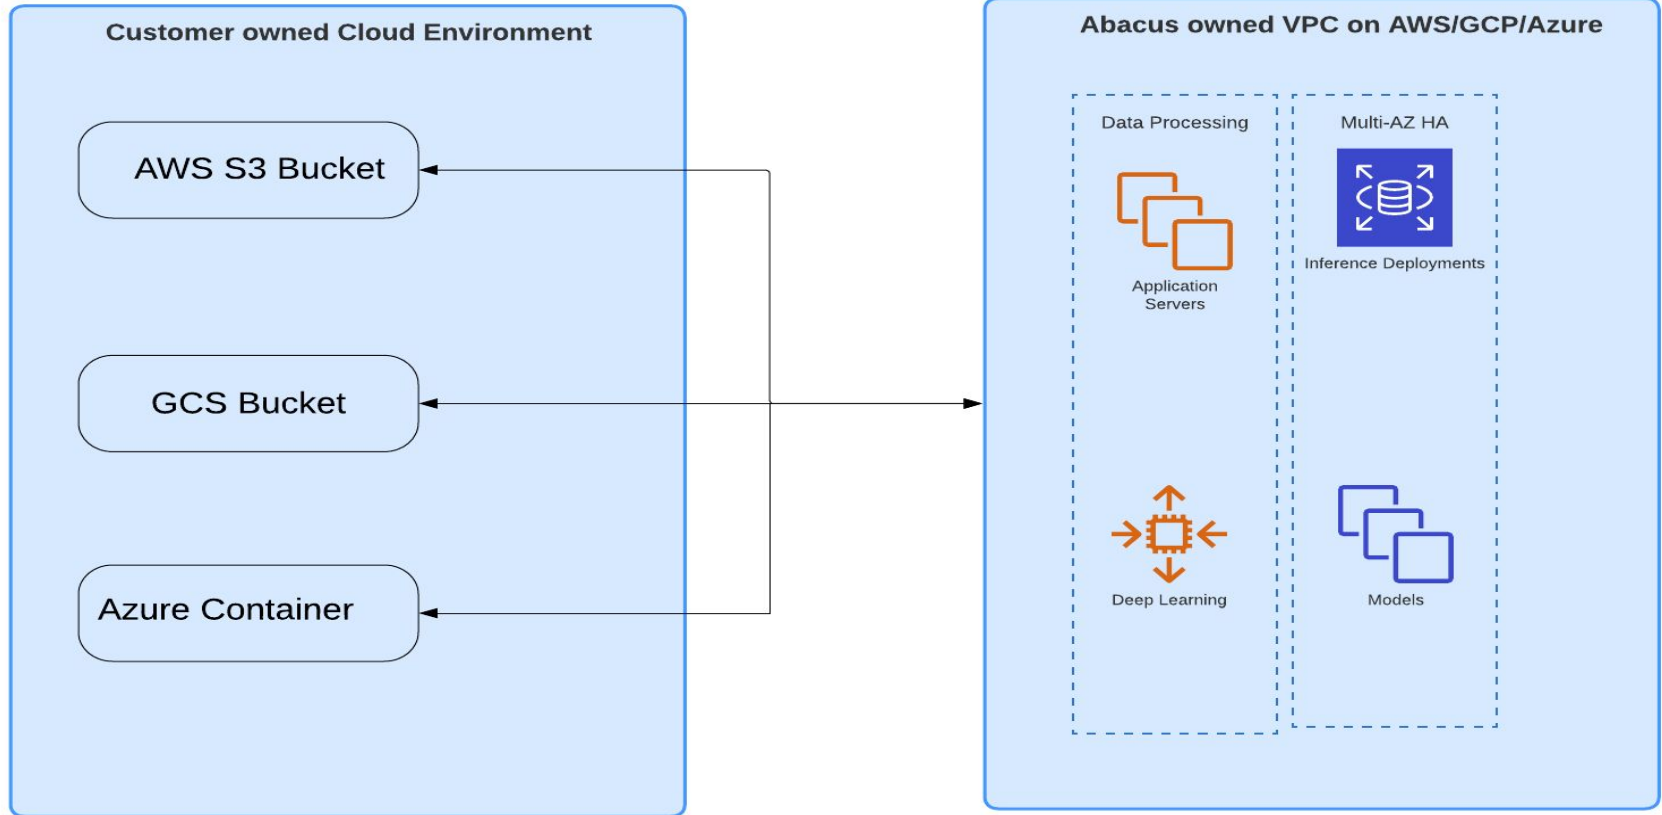 Customer owned Cloud Environment
AWS S3 Bucket
GCS Bucket
Azure Container
Abacus owned VPC on AWS/GCP/Azure
Data Processing
Application
Servers
Deep Learning
Multi-AZ HA
Inference Deployments
Models